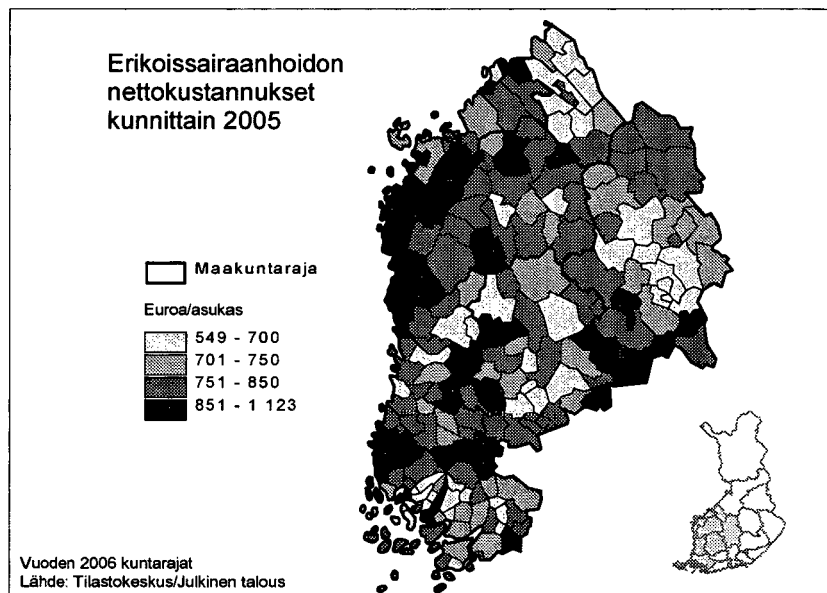 Erikoissairaanhoidon
nettokustannukset
kunnittain 2005
Maakuntaraja
Euroa/asukas
549 - 700
701 - 750
751 - 850
851 - 1 123
Vuoden 2006 kuntarajat
Lähde: Tilastokeskus/Julkinen talous